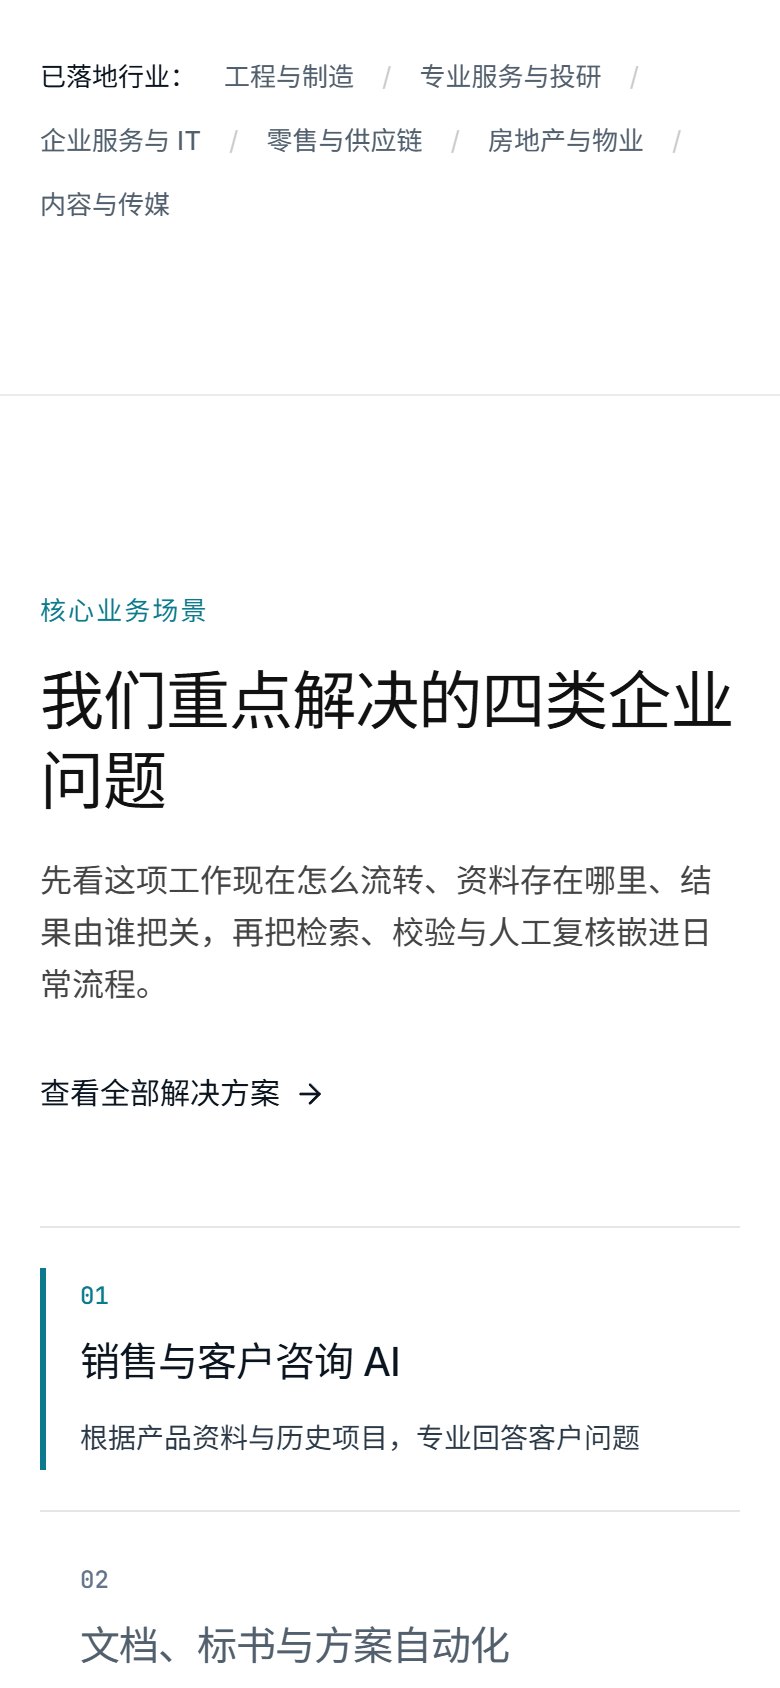 已落地行业： 工程与制造 / 专业服务与投研 /
企业服务与 IT / 零售与供应链 / 房地产与物业 /
内容与传媒
核心业务场景
我们重点解决的四类企业
问题
先看这项工作现在怎么流转、资料存在哪里、结
果由谁把关，再把检索、校验与人工复核嵌进日
常流程。
查看全部解决方案 →
01
销售与客户咨询 AI
根据产品资料与历史项目，专业回答客户问题
02
文档、标书与方案自动化